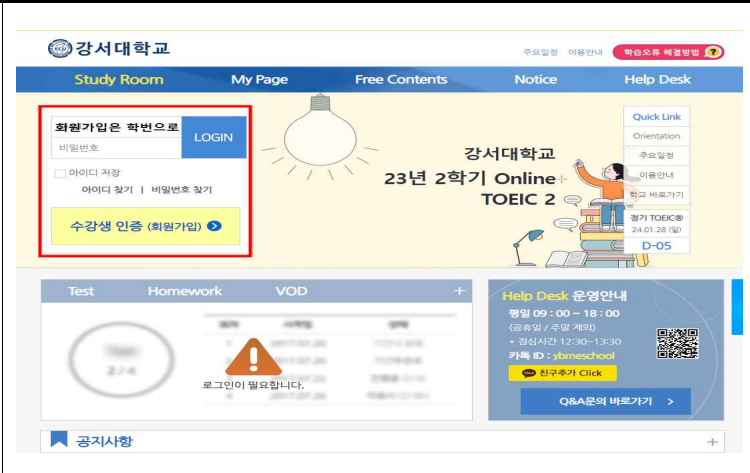 강서대학교
주요일정 이용안내 학습오류 해결방법 ?
Study Room My Page Free Contents Notice Help Desk
회원가입은 학번으로
비밀번호
LOGIN
아이디 저장
아이디 찾기 | 비밀번호 찾기
수강생 인증 (회원가입)
강서대학교
23년 2학기 Online
TOEIC 2
Quick Link
Orientation
주요일정
이용안내
학교 바로가기
정기 TOEIC®
24.01.28 (일)
D-05
Test Homework VOD +
로그인이 필요합니다.
Help Desk 운영안내
평일 09 : 00 ~ 18 : 00
(공휴일 / 주말 제외)
• 점심시간 12:30~13:30
카톡 ID : ybmeschool
친구추가 Click
Q&A문의 바로가기 >
공지사항 +